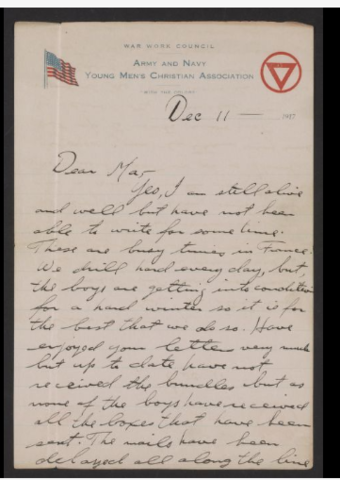 WAR WORK COUNCIL
ARMY AND NAVY
YOUNG MEN'S CHRISTIAN ASSOCIATION
Dec 11 — 1917
Dear Ma,
Yes, I am still alive
and well but have not been
able to write for some time.
These are busy times in France.
We drill hard every day, but,
the boys are getting into condition
for a hard winter so it is for
the best that we do so. Have
enjoyed your letters very much
but up to date have not
received the bundles but as
none of the boys have received
all the boxes that have been
sent. The mails have been
delayed all along the line